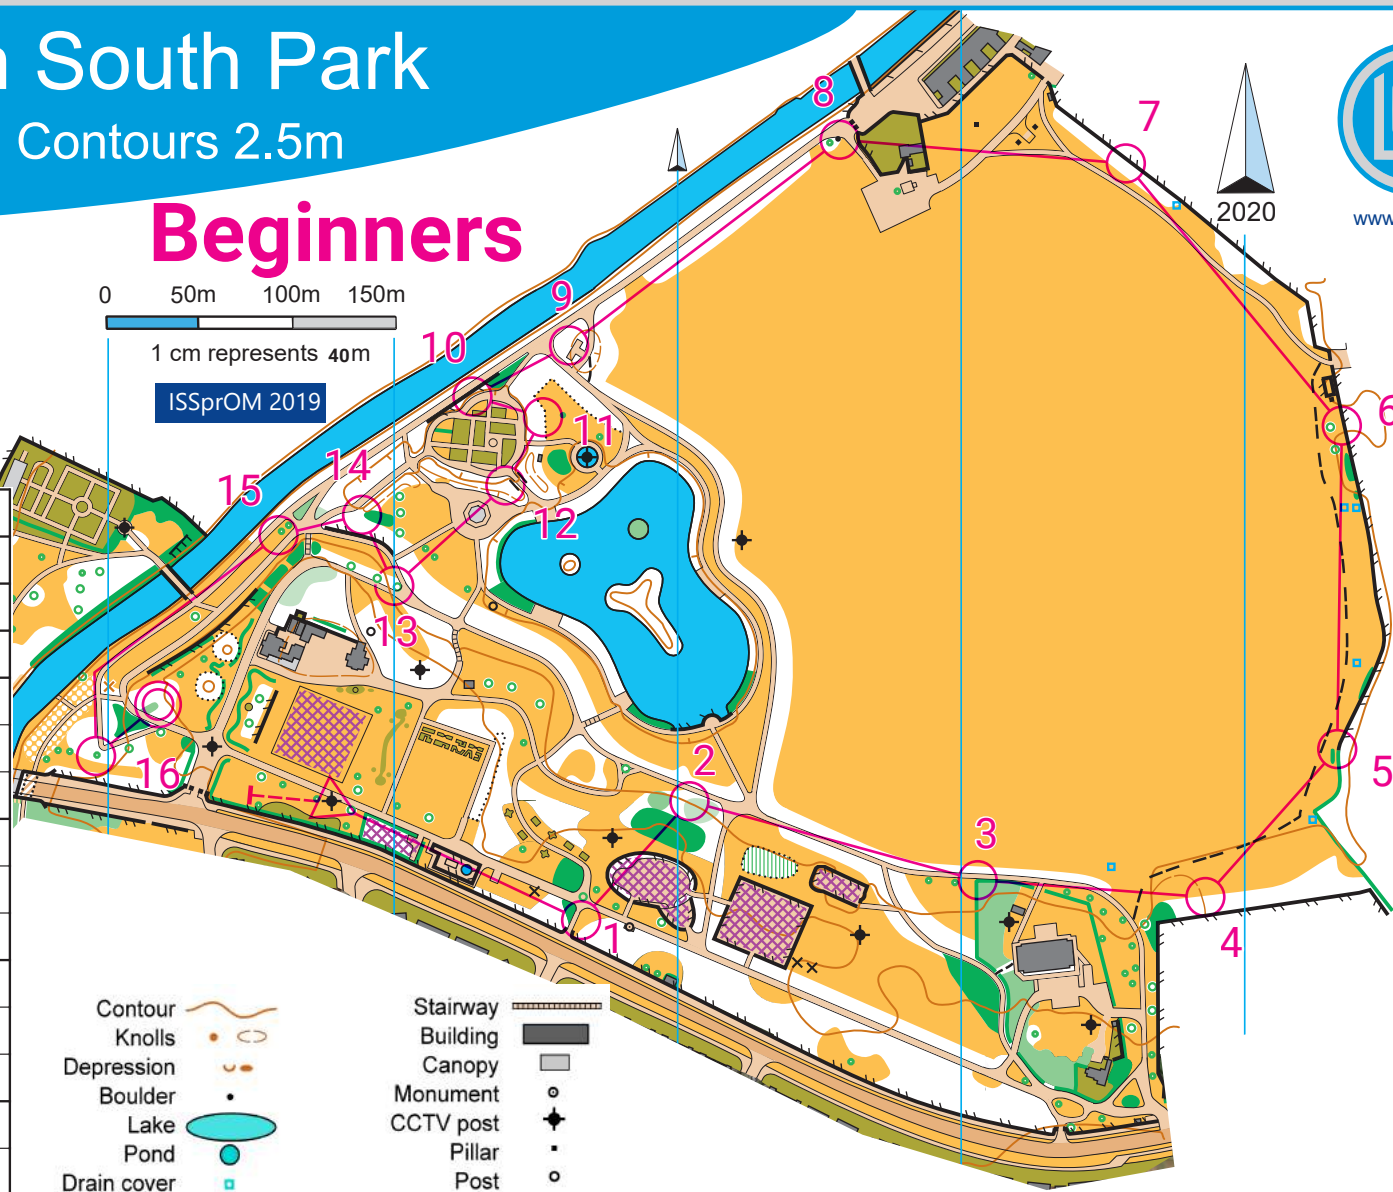 South Park
Contours 2.5m
Beginners
0 50m 100m 150m
1 cm represents 40m
ISSprOM 2019
2020
www
8
7
9
10
6
11
14
15
12
13
16
2
5
3
1
4
Contour
Knolls
Depression
Boulder
Lake
Pond
Drain cover
Stairway
Building
Canopy
Monument
CCTV post
Pillar
Post